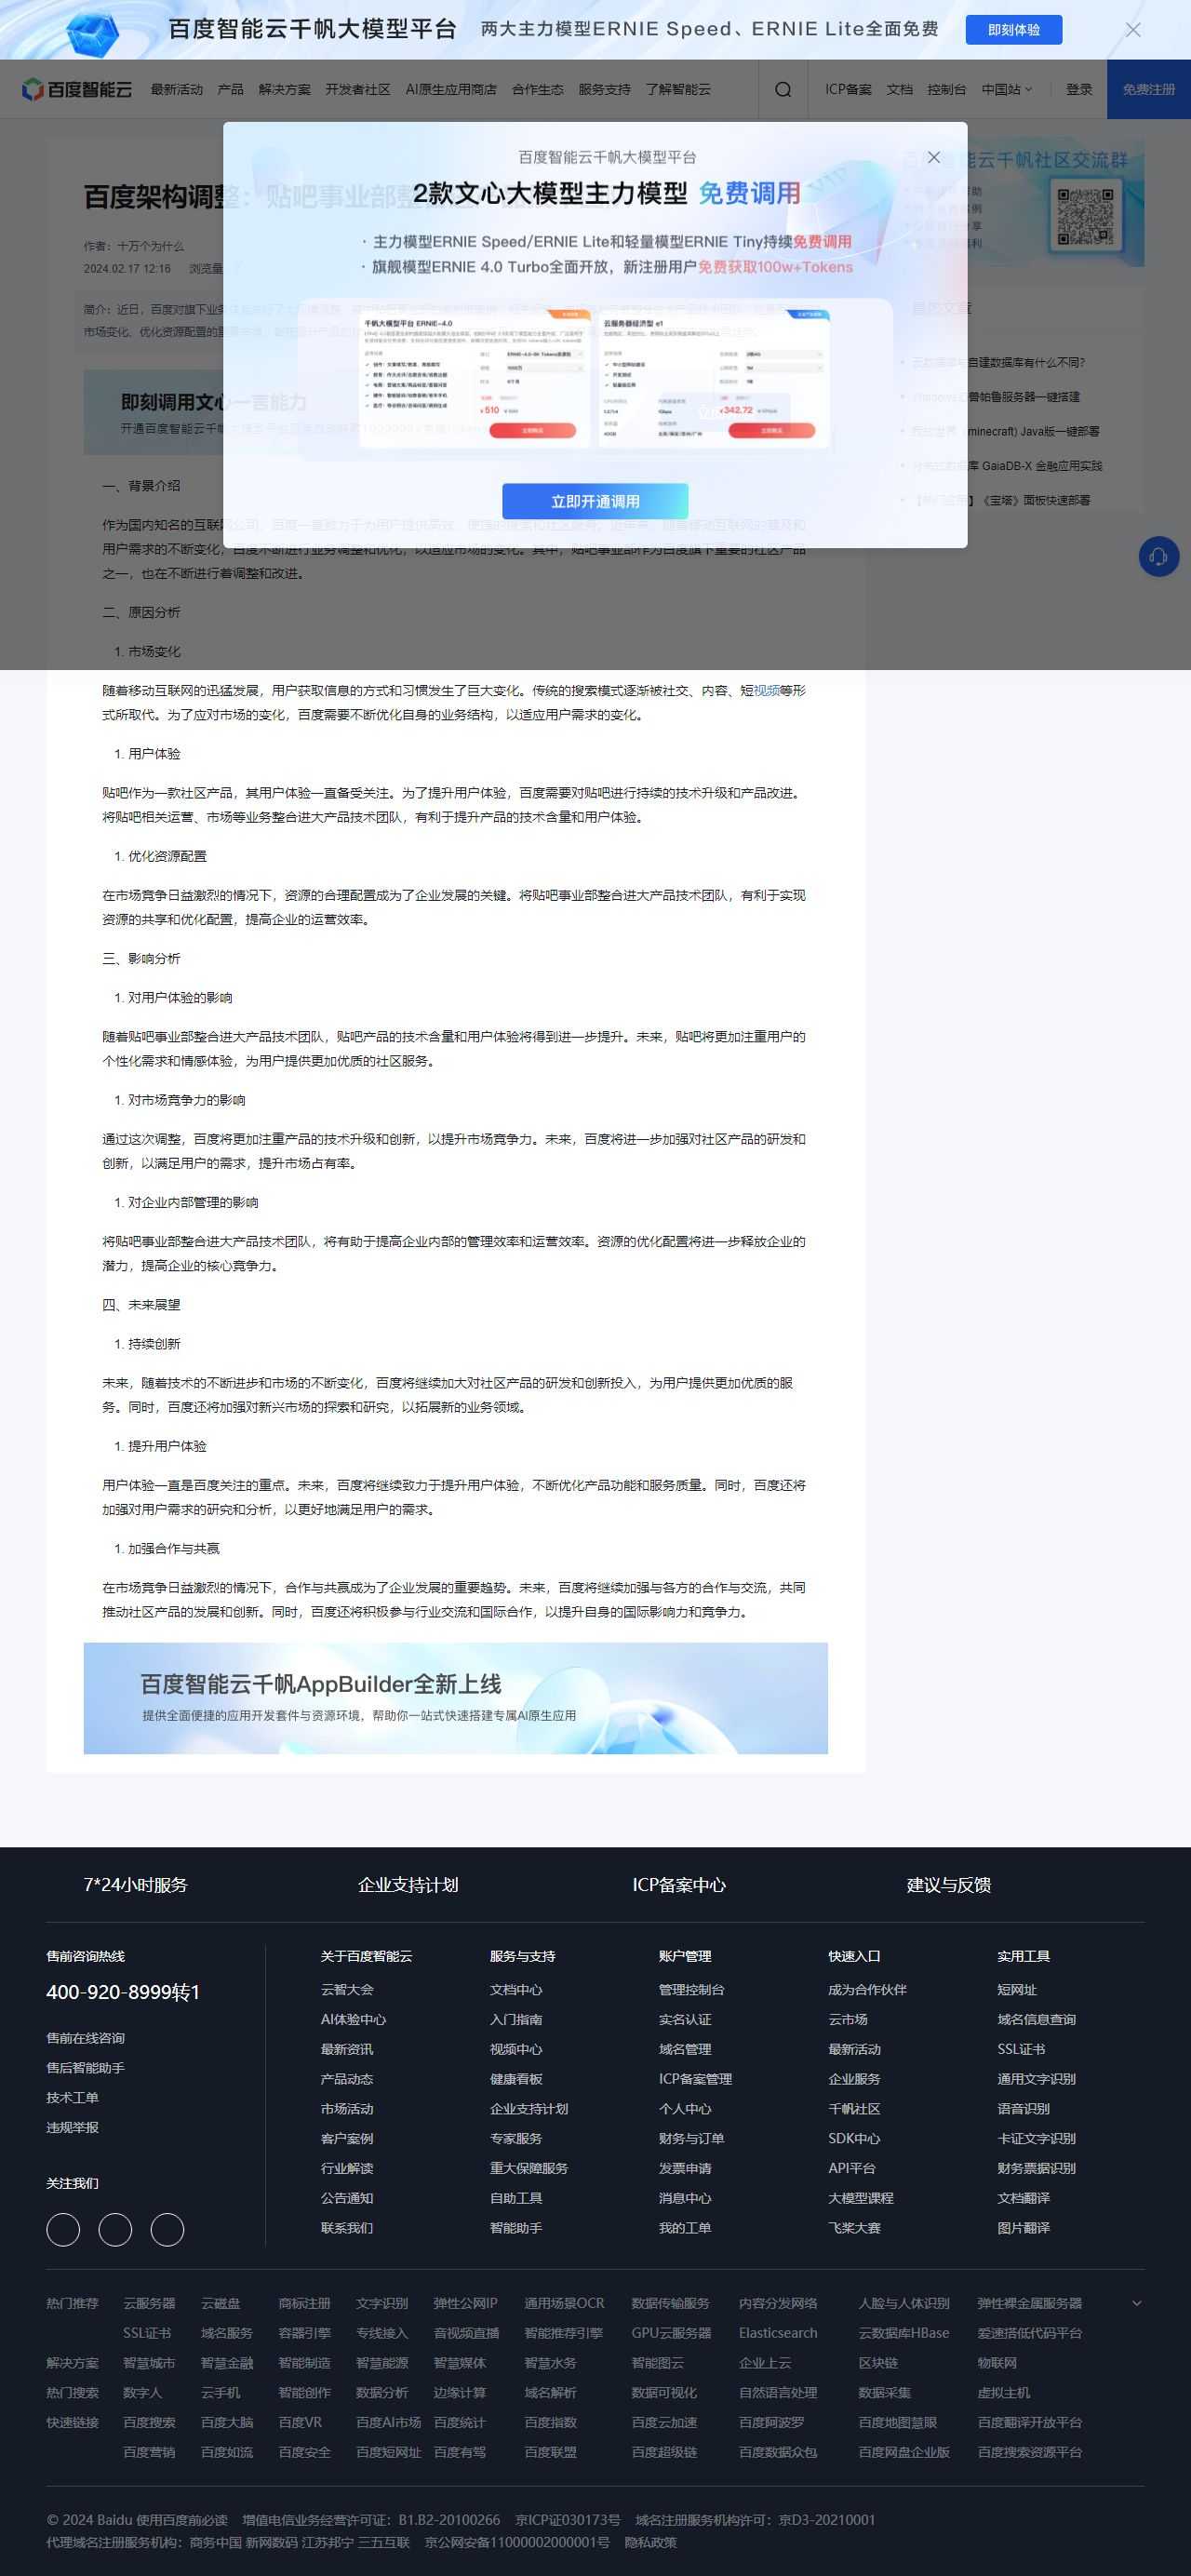 百度智能云千帆大模型平台 两大主力模型ERNIE Speed、ERNIE Lite全面免费 即刻体验
百度智能云 最新活动 产品 解决方案 开发者社区 AI原生应用商店 合作生态 服务支持 了解智能云 ICP备案 文档 控制台 中国站 登录 免费注册
百度智能云千帆大模型平台
2款文心大模型主力模型 免费调用
· 主力模型ERNIE Speed/ERNIE Lite和轻量模型ERNIE Tiny持续免费调用
· 旗舰模型ERNIE 4.0 Turbo全面开放，新注册用户免费获取100w+Tokens
千帆大模型平台 ERNIE-4.0
云服务器经济型 e1
¥510
¥342.72
立即开通调用
百度架构调整：贴吧事业部整
作者：十万个为什么
2024.02.17 12:16 浏览量
简介：近日，百度对旗下业务
市场变化、优化资源配置的
即刻调用文心一言能力
开通百度智能云千帆
智能云千帆社区交流群
自建数据库有什么不同?
兽帕鲁服务器一键搭建
(minecraft) Java版一键部署
GaiaDB-X 金融应用实践
《宝塔》面板快速部署
一、背景介绍
作为国内知名的互联网公司，百度一直致力于为用户提供
用户需求的不断变化，百度不断进行业务调整和优化，以适应市场的变化。其中，贴吧事业部作为百度旗下重要的社区产品
之一，也在不断进行着调整和改进。
二、原因分析
1. 市场变化
随着移动互联网的迅猛发展，用户获取信息的方式和习惯发生了巨大变化。传统的搜索模式逐渐被社交、内容、短视频等形
式所取代。为了应对市场的变化，百度需要不断优化自身的业务结构，以适应用户需求的变化。
1. 用户体验
贴吧作为一款社区产品，其用户体验一直备受关注。为了提升用户体验，百度需要对贴吧进行持续的技术升级和产品改进。
将贴吧相关运营、市场等业务整合进大产品技术团队，有利于提升产品的技术含量和用户体验。
1. 优化资源配置
在市场竞争日益激烈的情况下，资源的合理配置成为了企业发展的关键。将贴吧事业部整合进大产品技术团队，有利于实现
资源的共享和优化配置，提高企业的运营效率。
三、影响分析
1. 对用户体验的影响
随着贴吧事业部整合进大产品技术团队，贴吧产品的技术含量和用户体验将得到进一步提升。未来，贴吧将更加注重用户的
个性化需求和情感体验，为用户提供更加优质的社区服务。
1. 对市场竞争力的影响
通过这次调整，百度将更加注重产品的技术升级和创新，以提升市场竞争力。未来，百度将进一步加强对社区产品的研发和
创新，以满足用户的需求，提升市场占有率。
1. 对企业内部管理的影响
将贴吧事业部整合进大产品技术团队，将有助于提高企业内部的管理效率和运营效率。资源的优化配置将进一步释放企业的
潜力，提高企业的核心竞争力。
四、未来展望
1. 持续创新
未来，随着技术的不断进步和市场的不断变化，百度将继续加大对社区产品的研发和创新投入，为用户提供更加优质的服
务。同时，百度还将加强对新兴市场的探索和研究，以拓展新的业务领域。
1. 提升用户体验
用户体验一直是百度关注的重点。未来，百度将继续致力于提升用户体验，不断优化产品功能和服务质量。同时，百度还将
加强对用户需求的研究和分析，以更好地满足用户的需求。
1. 加强合作与共赢
在市场竞争日益激烈的情况下，合作与共赢成为了企业发展的重要趋势。未来，百度将继续加强与各方的合作与交流，共同
推动社区产品的发展和创新。同时，百度还将积极参与行业交流和国际合作，以提升自身的国际影响力和竞争力。
百度智能云千帆AppBuilder全新上线
提供全面便捷的应用开发套件与资源环境，帮助你一站式快速搭建专属AI原生应用
7*24小时服务 企业支持计划 ICP备案中心 建议与反馈
售前咨询热线
400-920-8999转1
售前在线咨询
售后智能助手
技术工单
违规举报
关注我们
关于百度智能云
云智大会
AI体验中心
最新资讯
产品动态
市场活动
客户案例
行业解读
公告通知
联系我们
服务与支持
文档中心
入门指南
视频中心
健康看板
企业支持计划
专家服务
重大保障服务
自助工具
智能助手
账户管理
管理控制台
实名认证
域名管理
ICP备案管理
个人中心
财务与订单
发票申请
消息中心
我的工单
快速入口
成为合作伙伴
云市场
最新活动
企业服务
千帆社区
SDK中心
API平台
大模型课程
飞桨大赛
实用工具
短网址
域名信息查询
SSL证书
通用文字识别
语音识别
卡证文字识别
财务票据识别
文档翻译
图片翻译
热门推荐 云服务器 云磁盘 商标注册 文字识别 弹性公网IP 通用场景OCR 数据传输服务 内容分发网络 人脸与人体识别 弹性裸金属服务器
SSL证书 域名服务 容器引擎 专线接入 音视频直播 智能推荐引擎 GPU云服务器 Elasticsearch 云数据库HBase 爱速搭低代码平台
解决方案 智慧城市 智慧金融 智能制造 智慧能源 智慧媒体 智慧水务 智能图云 企业上云 区块链 物联网
热门搜索 数字人 云手机 智能创作 数据分析 边缘计算 域名解析 数据可视化 自然语言处理 数据采集 虚拟主机
快速链接 百度搜索 百度大脑 百度VR 百度AI市场 百度统计 百度指数 百度云加速 百度阿波罗 百度地图慧眼 百度翻译开放平台
百度营销 百度如流 百度安全 百度短网址 百度有驾 百度联盟 百度超级链 百度数据众包 百度网盘企业版 百度搜索资源平台
© 2024 Baidu 使用百度前必读 增值电信业务经营许可证：B1.B2-20100266 京ICP证030173号 域名注册服务机构许可：京D3-20210001
代理域名注册服务机构：商务中国 新网数码 江苏邦宁 三五互联 京公网安备11000002000001号 隐私政策